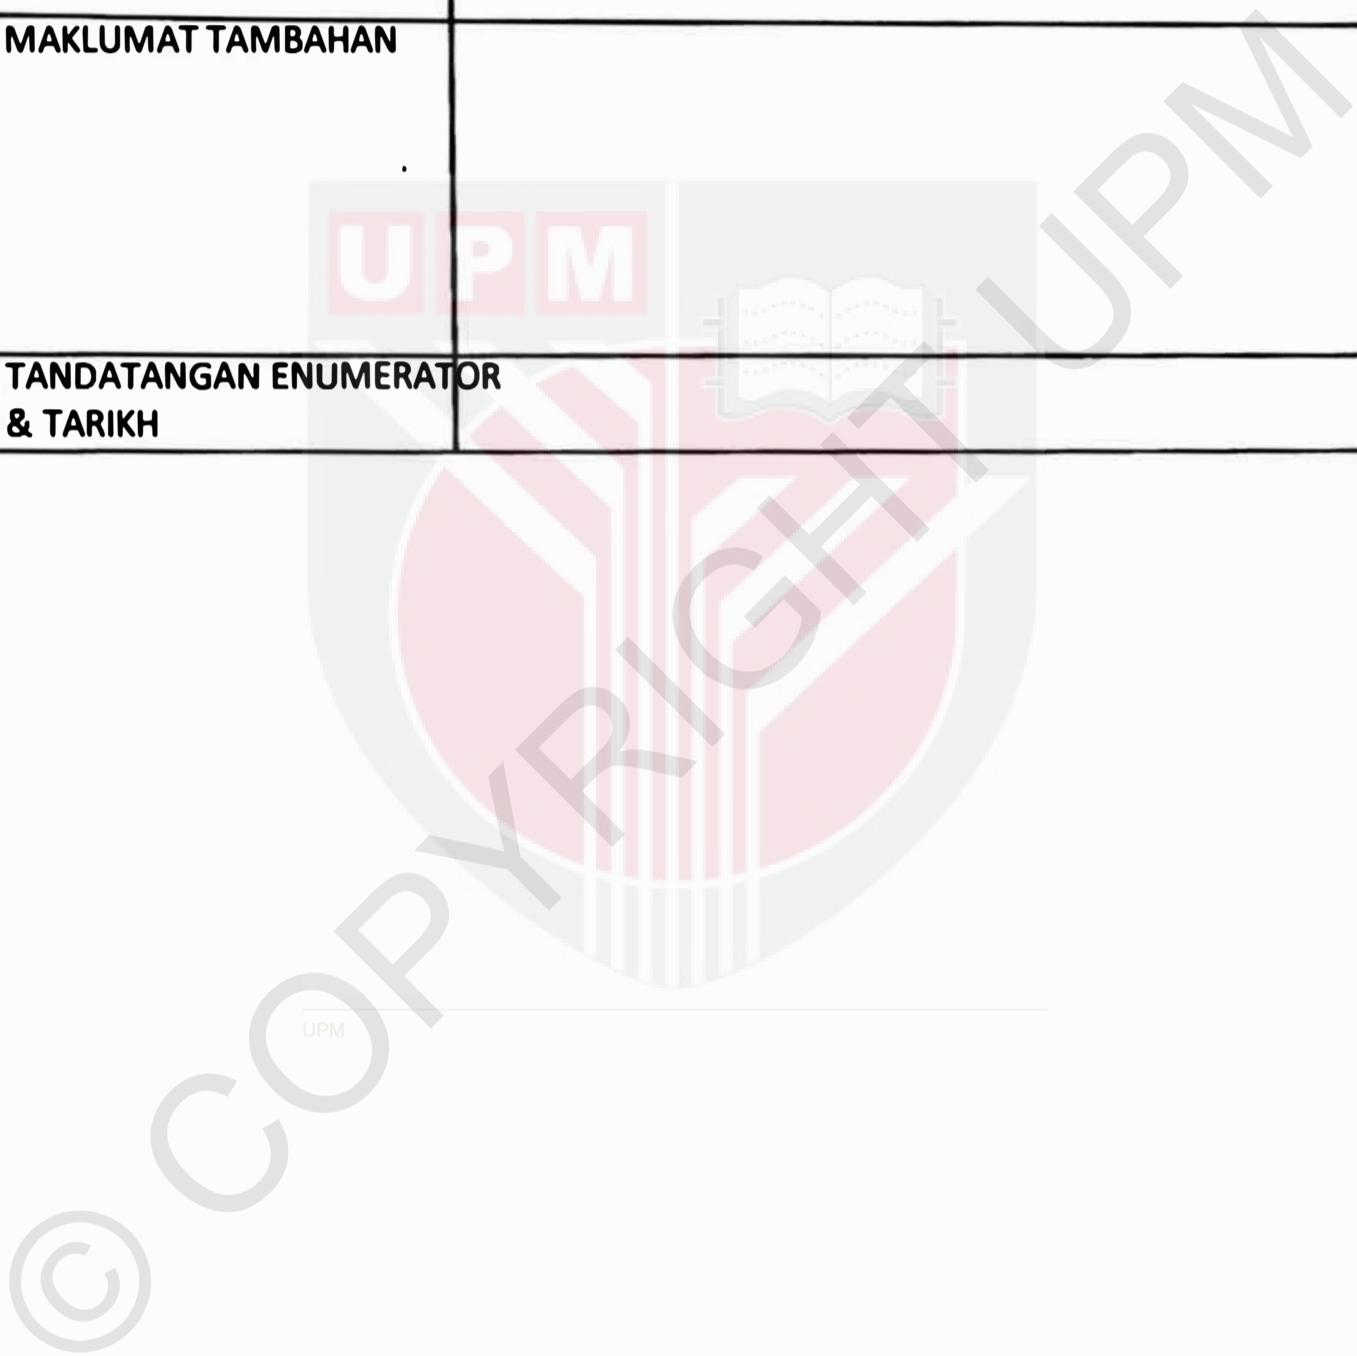 MAKLUMAT TAMBAHAN
UPM
TANDATANGAN ENUMERATOR
& TARIKH
© COPYRIGHT UPM
UPM